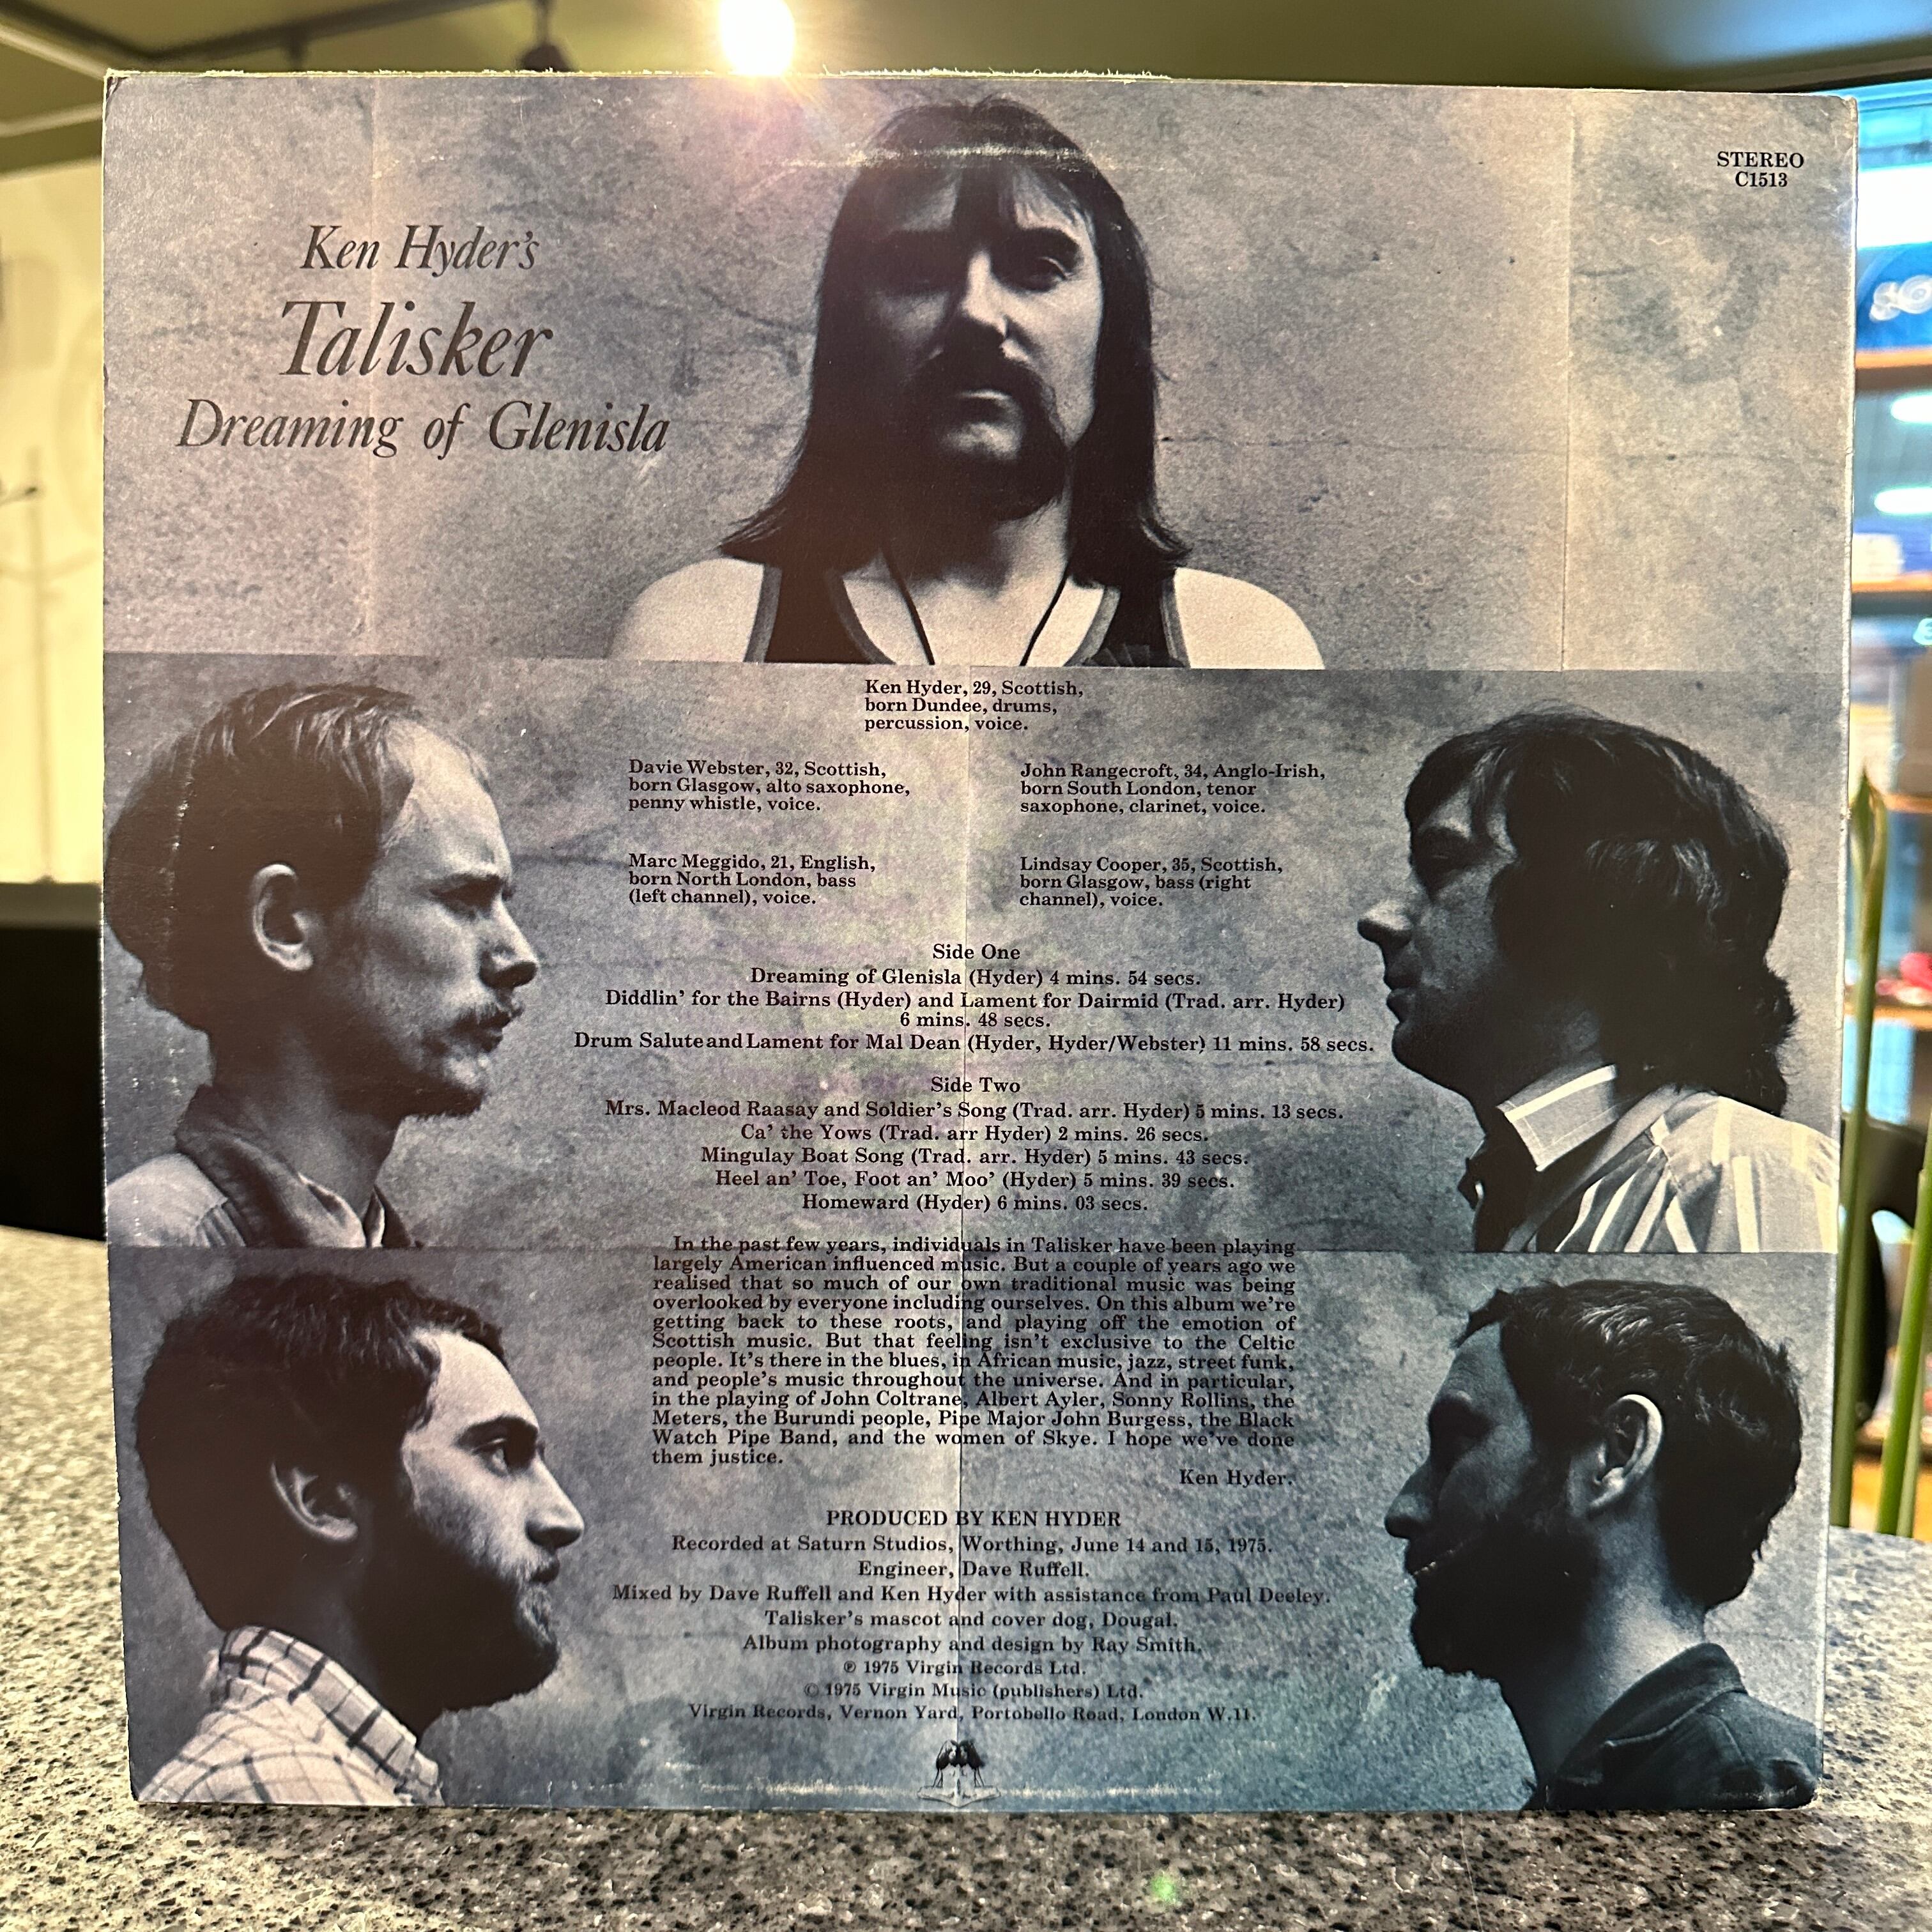 STEREO
C1513
Ken Hyder's
Talisker
Dreaming of Glenisla
Ken Hyder, 29, Scottish,
born Dundee, drums,
percussion, voice.
Davie Webster, 32, Scottish,
born Glasgow, alto saxophone,
penny whistle, voice.
John Rangecroft, 34, Anglo-Irish,
born South London, tenor
saxophone, clarinet, voice.
Marc Meggido, 21, English,
born North London, bass
(left channel), voice.
Lindsay Cooper, 35, Scottish,
born Glasgow, bass (right
channel), voice.
Side One
Dreaming of Glenisla (Hyder) 4 mins. 54 secs.
Diddlin' for the Bairns (Hyder) and Lament for Dairmid (Trad. arr. Hyder)
6 mins. 48 secs.
Drum Salute and Lament for Mal Dean (Hyder, Hyder/Webster) 11 mins. 58 secs.
Side Two
Mrs. Macleod Raasay and Soldier's Song (Trad. arr. Hyder) 5 mins. 13 secs.
Ca' the Yows (Trad. arr Hyder) 2 mins. 26 secs.
Mingulay Boat Song (Trad. arr. Hyder) 5 mins. 43 secs.
Heel an' Toe, Foot an' Moo' (Hyder) 5 mins. 39 secs.
Homeward (Hyder) 6 mins. 03 secs.
In the past few years, individuals in Talisker have been playing
largely American influenced music. But a couple of years ago we
realised that so much of our own traditional music was being
overlooked by everyone including ourselves. On this album we're
getting back to these roots, and playing off the emotion of
Scottish music. But that feeling isn't exclusive to the Celtic
people. It's there in the blues, in African music, jazz, street funk,
and people's music throughout the universe. And in particular,
in the playing of John Coltrane, Albert Ayler, Sonny Rollins, the
Meters, the Burundi people, Pipe Major John Burgess, the Black
Watch Pipe Band, and the women of Skye. I hope we've done
them justice.
Ken Hyder.
PRODUCED BY KEN HYDER
Recorded at Saturn Studios, Worthing, June 14 and 15, 1975.
Engineer, Dave Ruffell.
Mixed by Dave Ruffell and Ken Hyder with assistance from Paul Deeley.
Talisker's mascot and cover dog, Dougal.
Album photography and design by Ray Smith.
℗ 1975 Virgin Records Ltd.
© 1975 Virgin Music (publishers) Ltd.
Virgin Records, Vernon Yard, Portobello Road, London W.11.